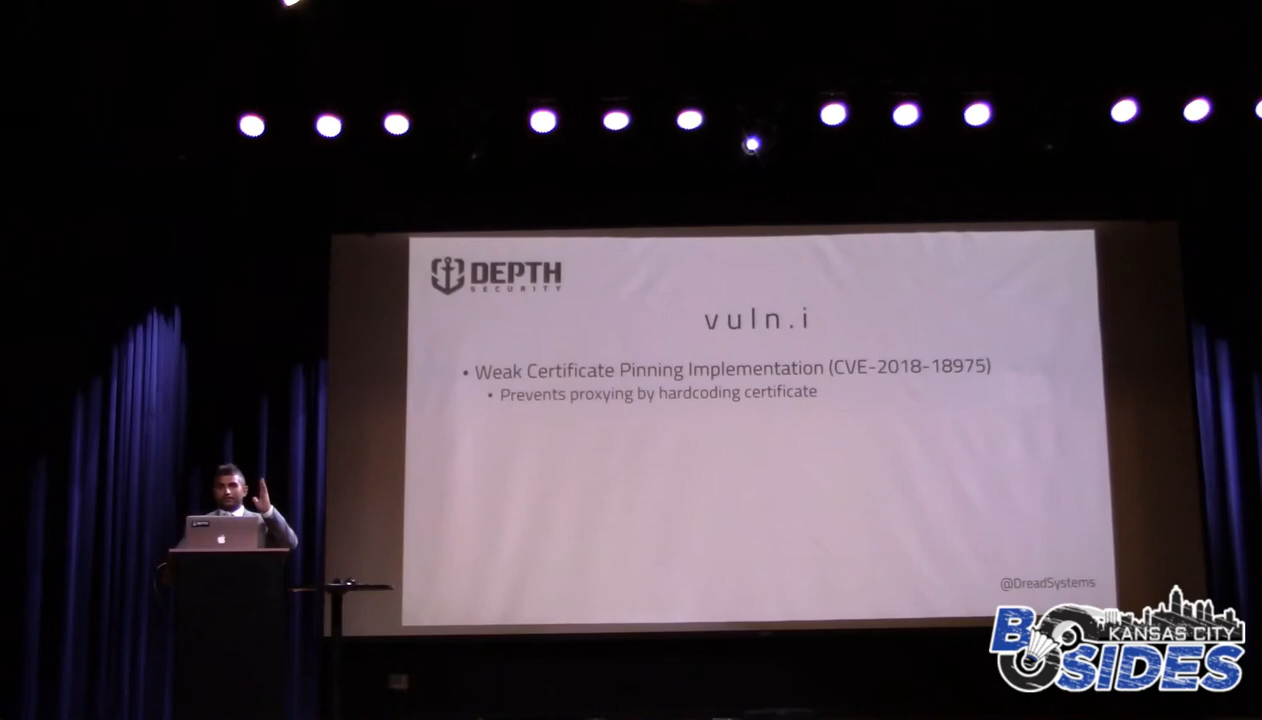 DEPTH
SECURITY
vuln.i
• Weak Certificate Pinning Implementation (CVE-2018-18975)
• Prevents proxying by hardcoding certificate
@DreadSystems
KANSAS CITY
BSIDES